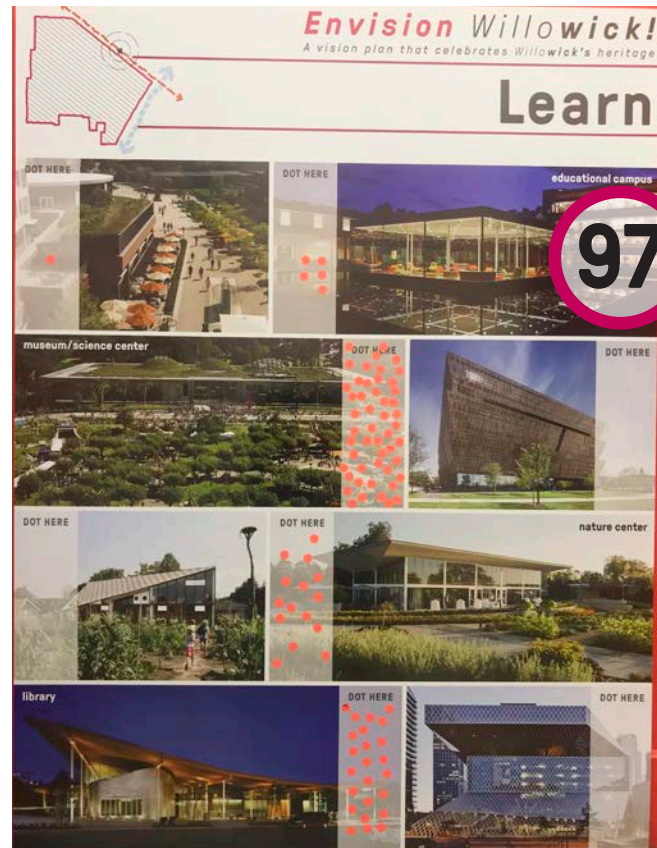 Envision Willowick!
A vision plan that celebrates Willowick's heritage
Learn
DOT HERE
DOT HERE
educational campus
97
museum/science center
DOT HERE
DOT HERE
DOT HERE
DOT HERE
nature center
library
DOT HERE
DOT HERE